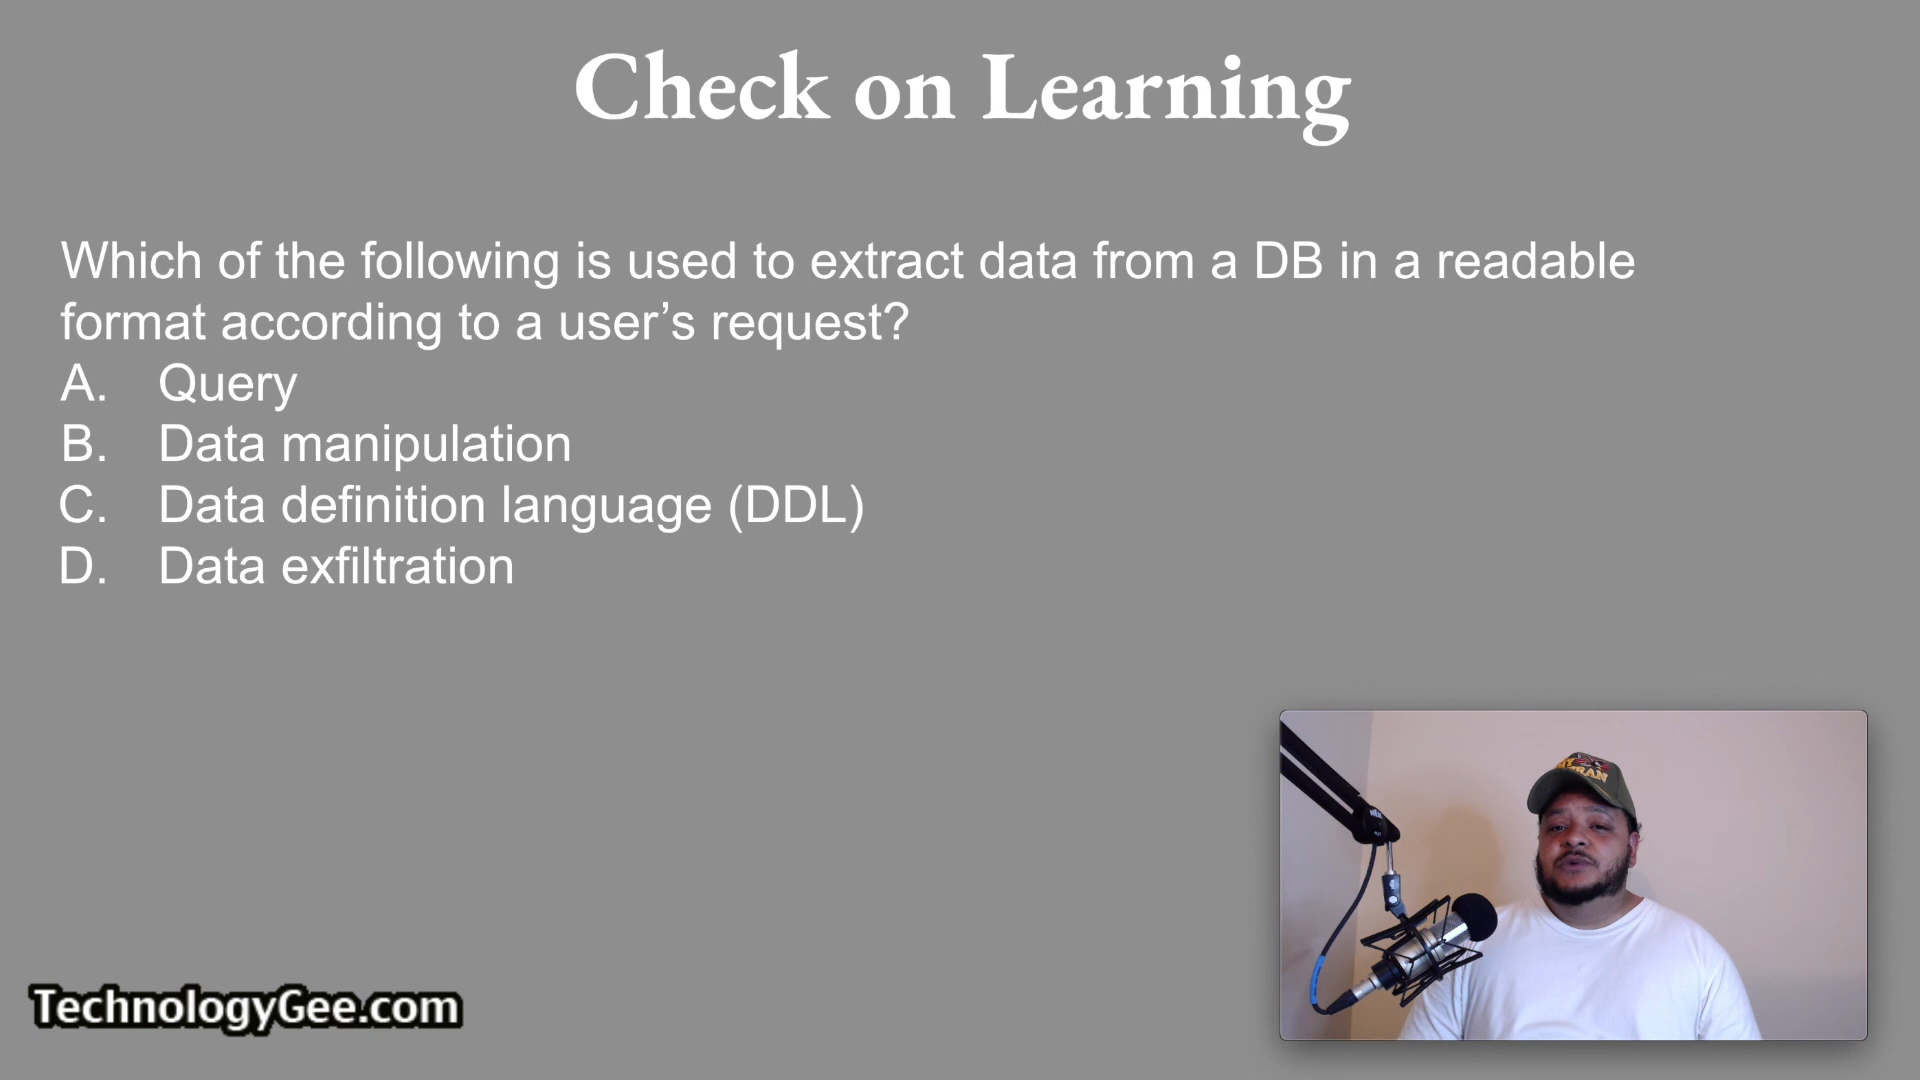 Check on Learning
Which of the following is used to extract data from a DB in a readable
format according to a user’s request?
A. Query
B. Data manipulation
C. Data definition language (DDL)
D. Data exfiltration
TechnologyGee.com